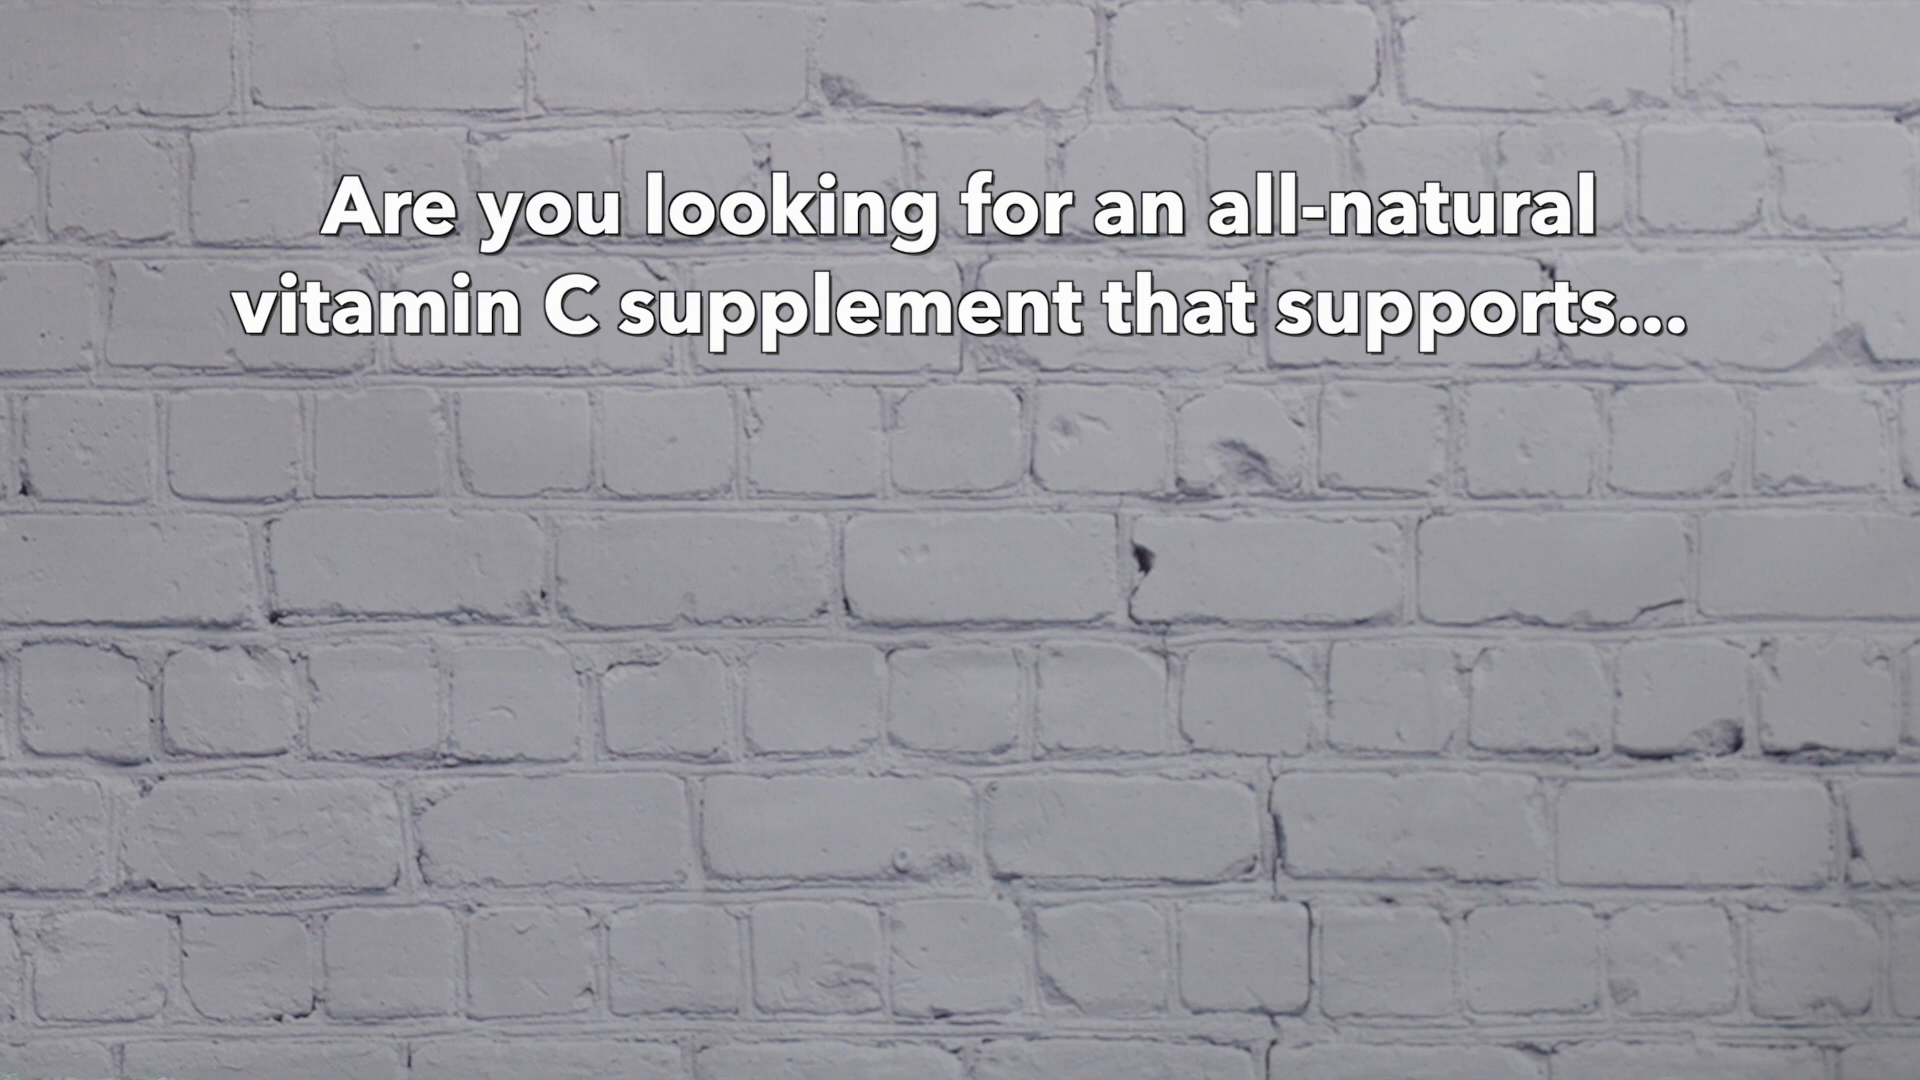 Are you looking for an all-natural
vitamin C supplement that supports...